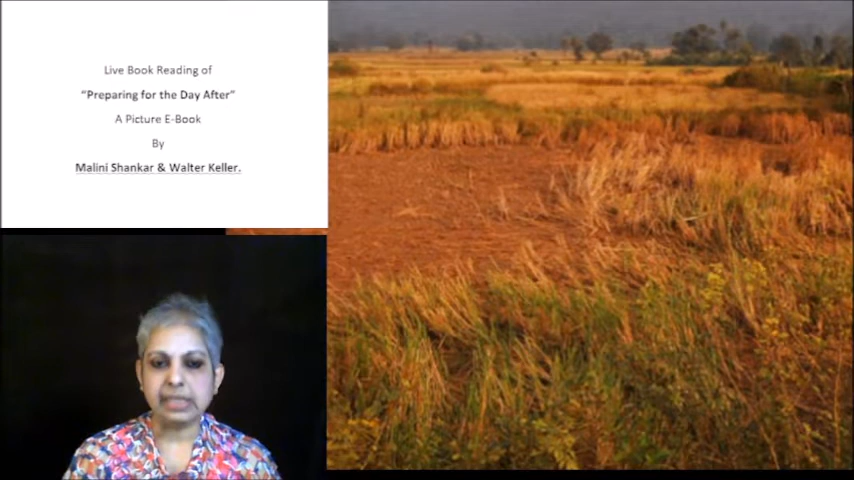 Live Book Reading of
“Preparing for the Day After”
A Picture E-Book
By
Malini Shankar & Walter Keller.